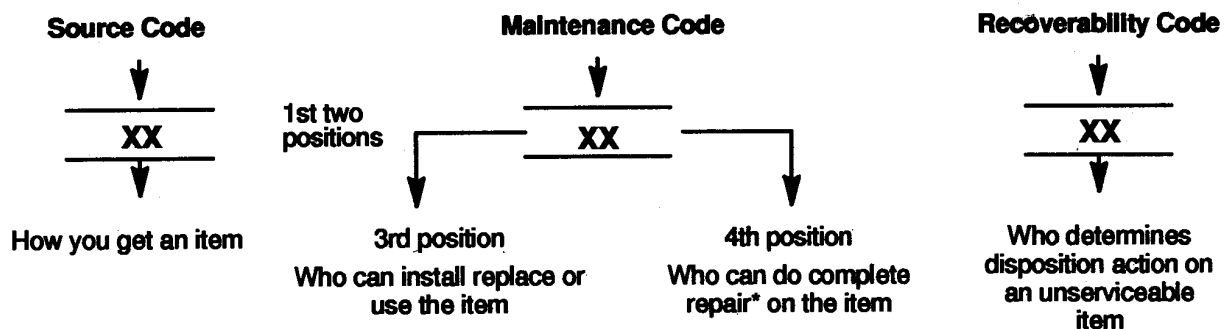 Source Code
Maintenance Code
Recoverability Code
XX
1st two
positions
XX
XX
How you get an item
3rd position
Who can install replace or
use the item
4th position
Who can do complete
repair* on the item
Who determines
disposition action on
an unserviceable
item